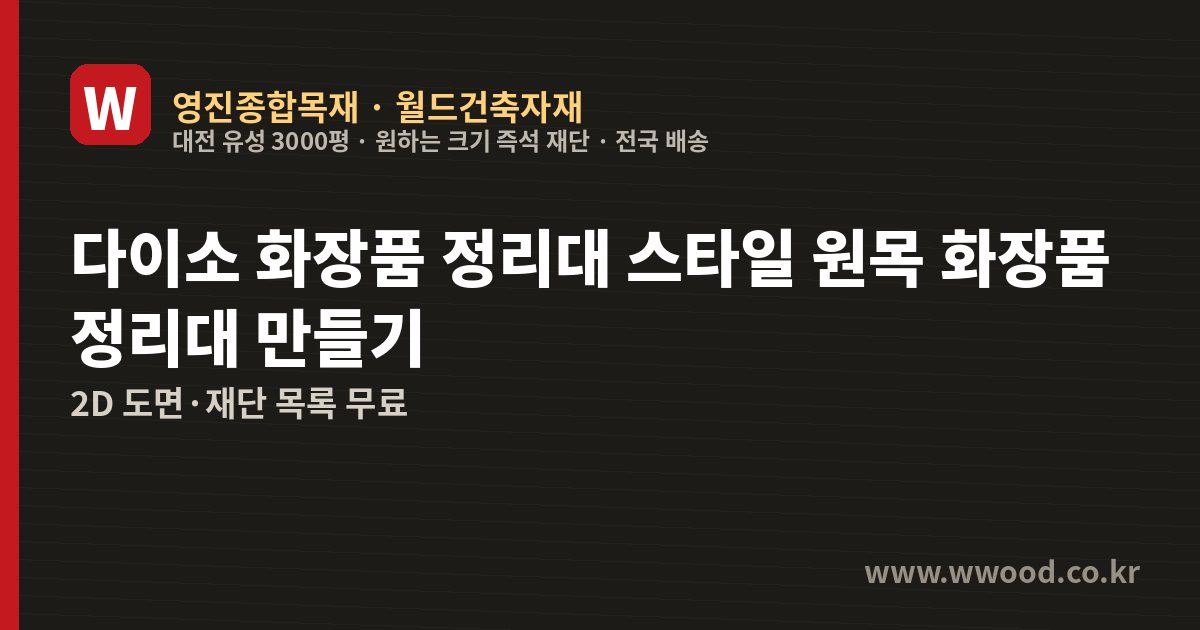 W
영진종합목재 · 월드건축자재
대전 유성 3000평 · 원하는 크기 즉석 재단 · 전국 배송
다이소 화장품 정리대 스타일 원목 화장품
정리대 만들기
2D 도면·재단 목록 무료
www.wwood.co.kr